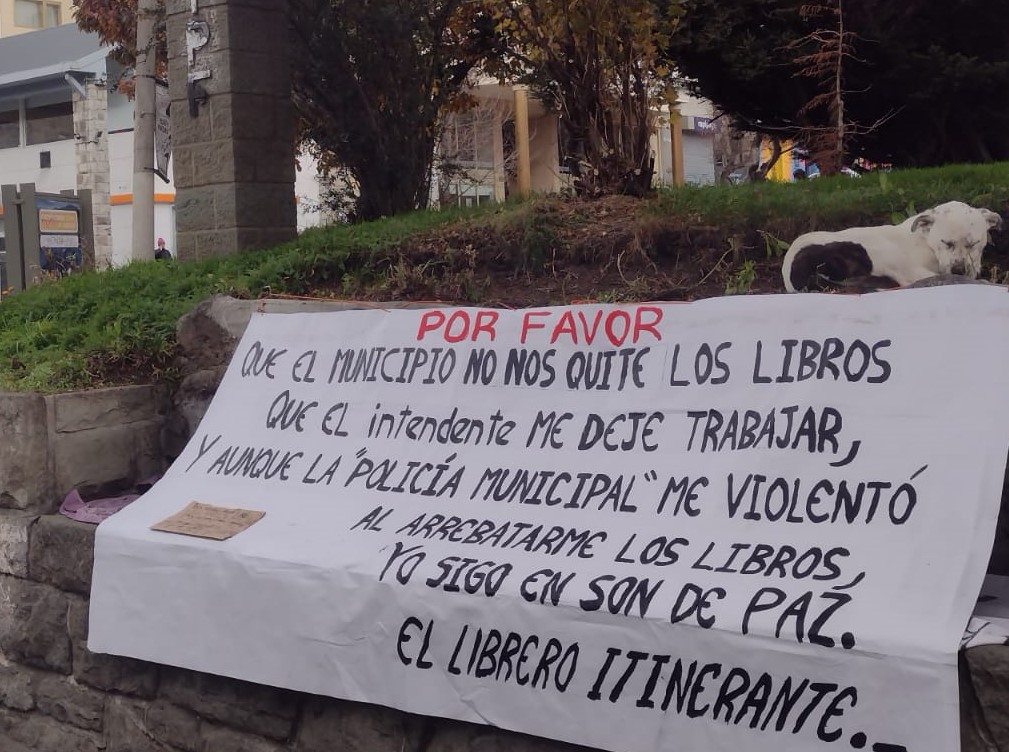 POR FAVOR
QUE EL MUNICIPIO NO NOS QUITE LOS LIBROS
QUE EL intendente ME DEJE TRABAJAR,
Y AUNQUE LA "POLICÍA MUNICIPAL" ME VIOLENTÓ
AL ARREBATARME LOS LIBROS,
YO SIGO EN SON DE PAZ.
EL LIBRERO ITINERANTE._